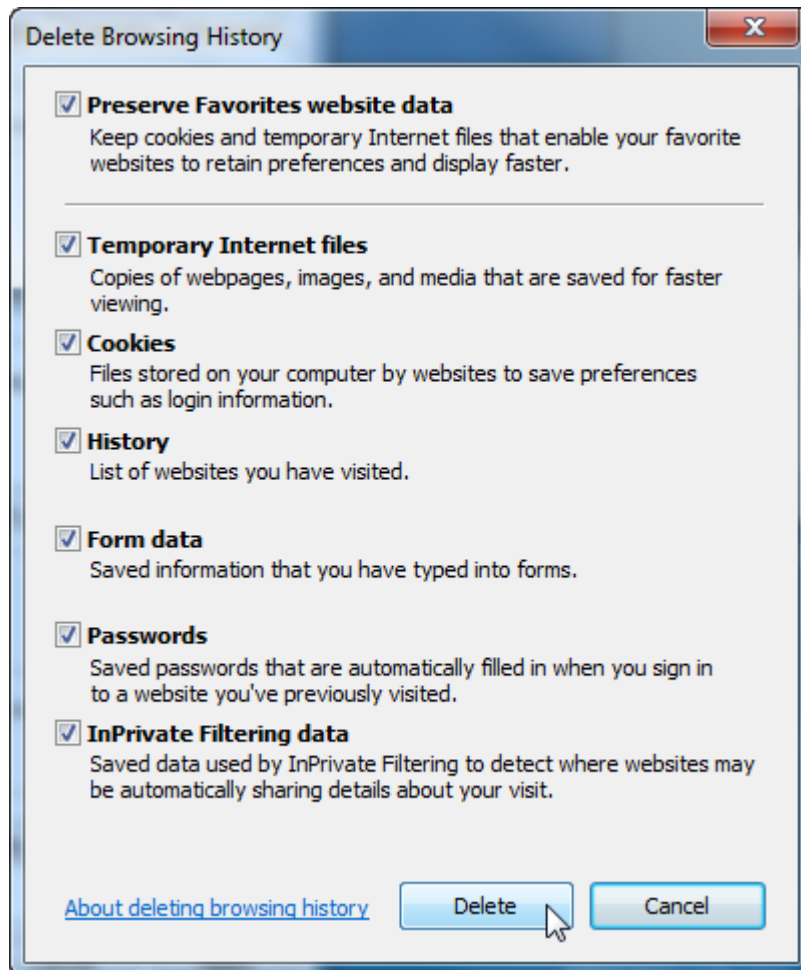 Delete Browsing History
Preserve Favorites website data
Keep cookies and temporary Internet files that enable your favorite
websites to retain preferences and display faster.
Temporary Internet files
Copies of webpages, images, and media that are saved for faster
viewing.
Cookies
Files stored on your computer by websites to save preferences
such as login information.
History
List of websites you have visited.
Form data
Saved information that you have typed into forms.
Passwords
Saved passwords that are automatically filled in when you sign in
to a website you've previously visited.
InPrivate Filtering data
Saved data used by InPrivate Filtering to detect where websites may
be automatically sharing details about your visit.
About deleting browsing history Delete Cancel